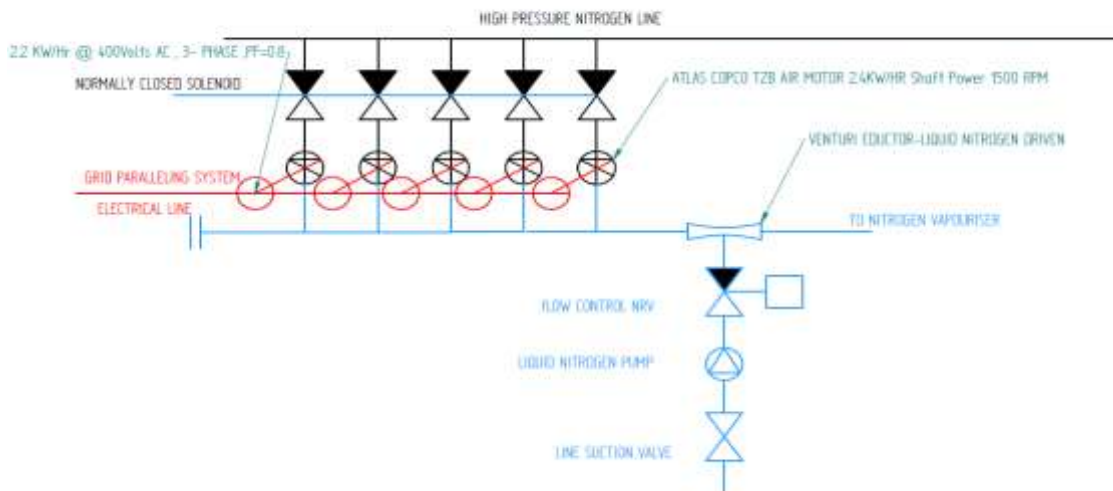 HIGH PRESSURE NITROGEN LINE
2.2 KW/Hr @ 400Volts AC , 3- PHASE ,PF=0.8
NORMALLY CLOSED SOLENOID
ATLAS COPCO TZB AIR MOTOR 2.4KW/HR Shaft Power 1500 RPM
VENTURI EDUCTOR-LIQUID NITROGEN DRIVEN
GRID PARALLELING SYSTEM
ELECTRICAL LINE
TO NITROGEN VAPOURISER
FLOW CONTROL NRV
LIQUID NITROGEN PUMP
LINE SUCTION VALVE